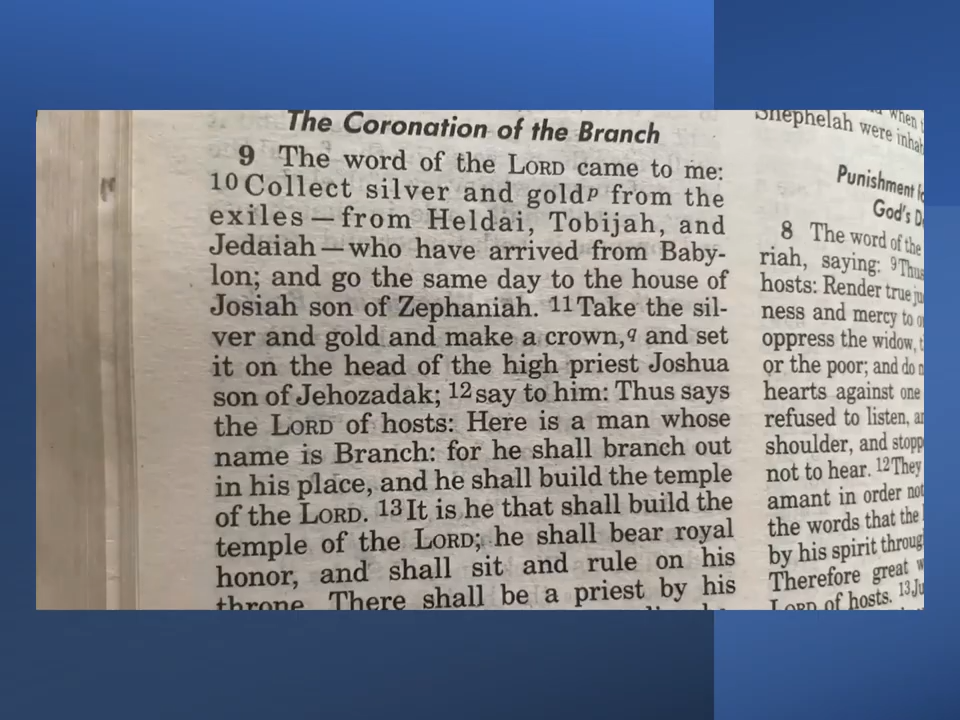 The Coronation of the Branch
9 The word of the LORD came to me:
10 Collect silver and goldᵖ from the
exiles—from Heldai, Tobijah, and
Jedaiah—who have arrived from Baby-
lon; and go the same day to the house of
Josiah son of Zephaniah. 11 Take the sil-
ver and gold and make a crown,ᵠ and set
it on the head of the high priest Joshua
son of Jehozadak; 12 say to him: Thus says
the LORD of hosts: Here is a man whose
name is Branch: for he shall branch out
in his place, and he shall build the temple
of the LORD. 13 It is he that shall build the
temple of the LORD; he shall bear royal
honor, and shall sit and rule on his
throne. There shall be a priest by his
when
Shephelah were
Punishment
God's
8 The word of the
riah, saying: 9 Thus
hosts: Render true
ness and mercy to
oppress the widow,
or the poor; and do
hearts against one
refused to listen,
shoulder, and
not to hear. 12 They
amant in order not
the words that the
by his spirit
Therefore great
LORD of hosts. 13